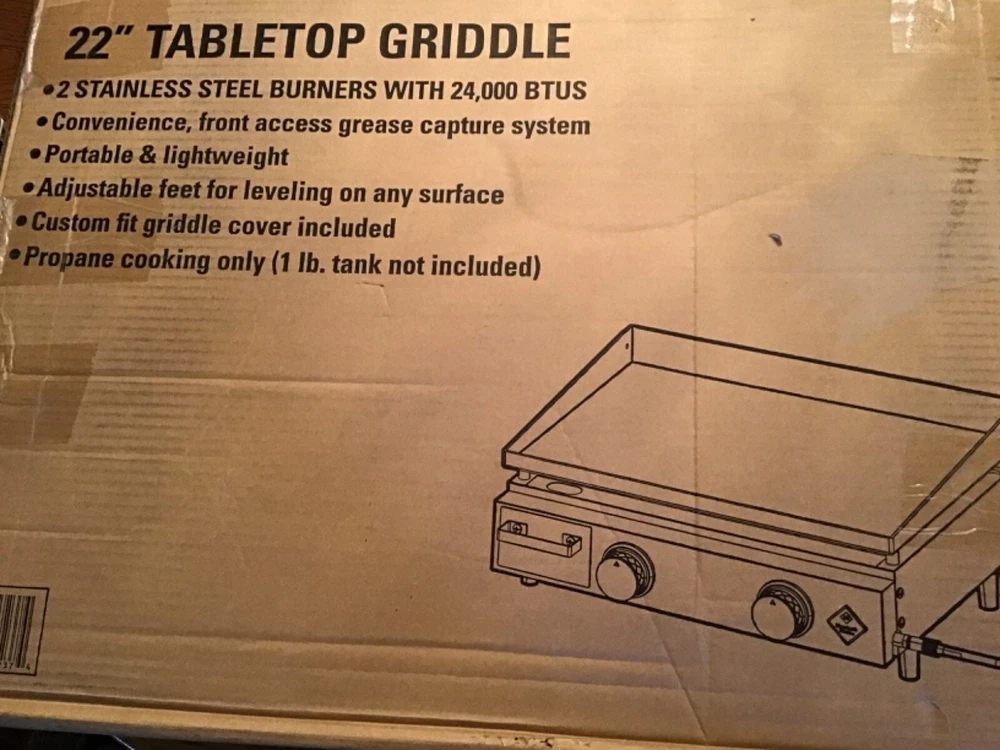 22" TABLETOP GRIDDLE
•2 STAINLESS STEEL BURNERS WITH 24,000 BTUS
•Convenience, front access grease capture system
•Portable & lightweight
•Adjustable feet for leveling on any surface
•Custom fit griddle cover included
•Propane cooking only (1 lb. tank not included)